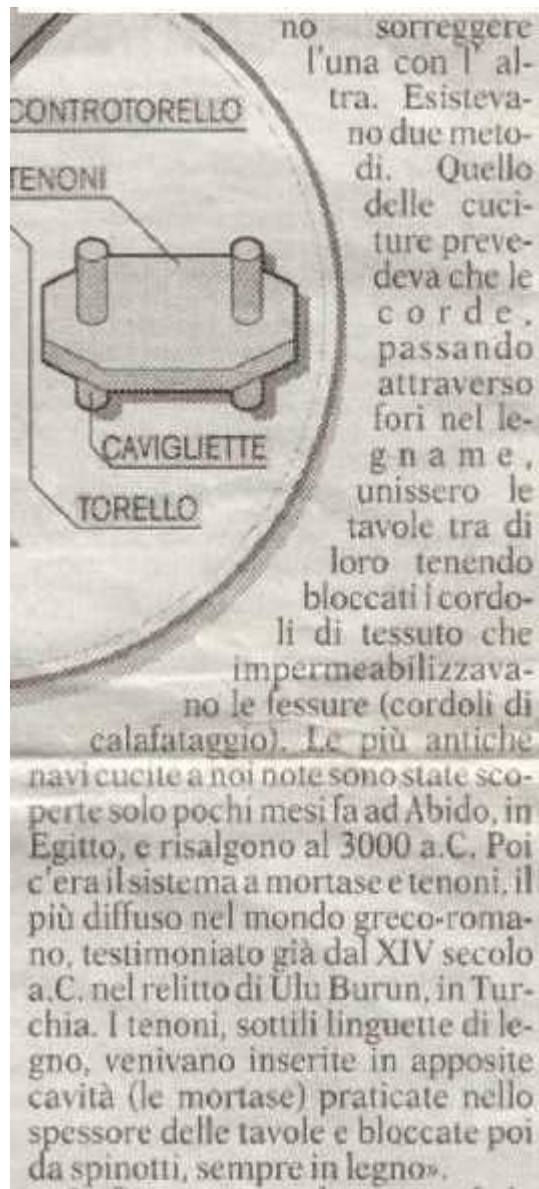 CONTROTORELLO
TENONI
CAVIGLIETTE
TORELLO
no sorreggere
l'una con l' al-
tra. Esisteva-
no due meto-
di. Quello
delle cuci-
ture preve-
deva che le
corde,
passando
attraverso
fori nel le-
gname,
unissero le
tavole tra di
loro tenendo
bloccati i cordo-
li di tessuto che
impermeabilizzava-
no le fessure (cordoli di
calafataggio). Le più antiche
navi cucite a noi note sono state sco-
perte solo pochi mesi fa ad Abido, in
Egitto, e risalgono al 3000 a.C. Poi
c'era il sistema a mortase e tenoni, il
più diffuso nel mondo greco-roma-
no, testimoniato già dal XIV secolo
a.C. nel relitto di Ulu Burun, in Tur-
chia. I tenoni, sottili linguette di le-
gno, venivano inserite in apposite
cavità (le mortase) praticate nello
spessore delle tavole e bloccate poi
da spinotti, sempre in legno».